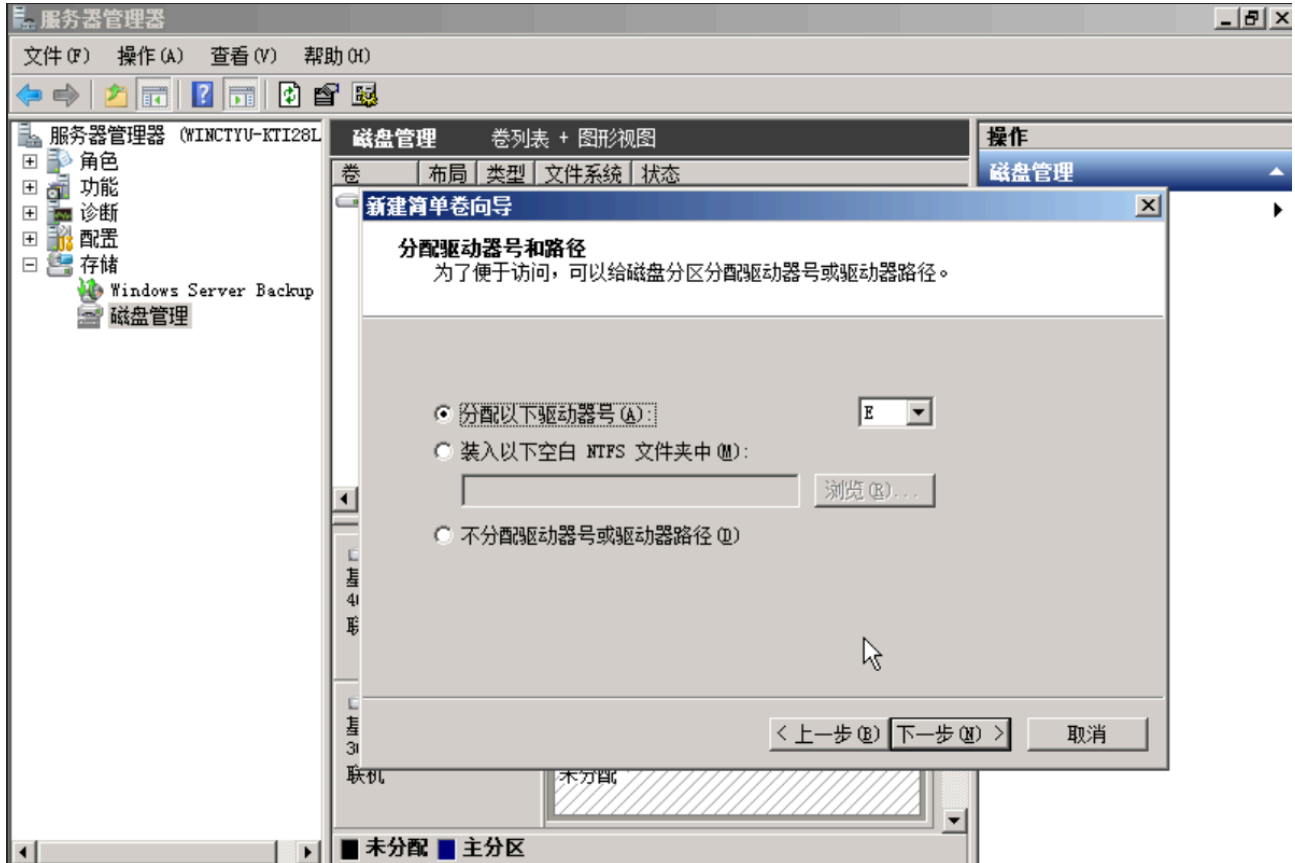 服务器管理器
文件(F) 操作(A) 查看(V) 帮助(H)
服务器管理器 (WINCTYU-KTI28L
角色
功能
诊断
配置
存储
Windows Server Backup
磁盘管理
磁盘管理 卷列表 + 图形视图
卷 布局 类型 文件系统 状态
操作
磁盘管理
新建简单卷向导
分配驱动器号和路径
为了便于访问，可以给磁盘分区分配驱动器号或驱动器路径。
分配以下驱动器号(A): E
装入以下空白 NTFS 文件夹中(M):
浏览(R)...
不分配驱动器号或驱动器路径(D)
<上一步(B) 下一步(N)> 取消
基
联机
未分配
未分配 主分区